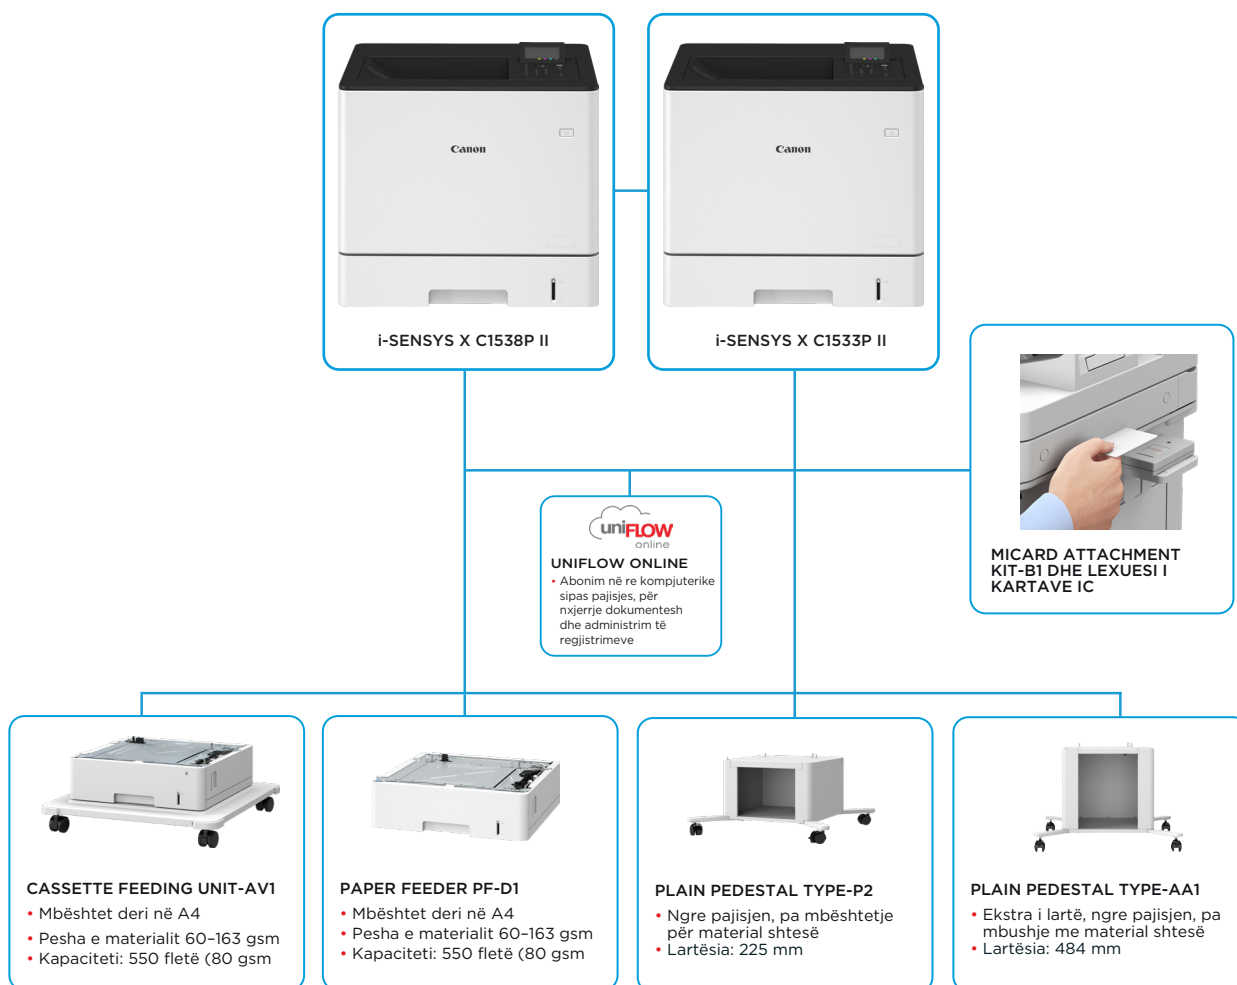 Canon
Canon
i-SENSYS X C1538P II
i-SENSYS X C1533P II
MICARD ATTACHMENT
KIT-B1 DHE LEXUESI I
KARTAVE IC
uniFLOW
online
UNIFLOW ONLINE
• Abonim në re kompjuterike
sipas pajisjes, për
nxjerrje dokumentesh
dhe administrim të
regjistrimeve
CASSETTE FEEDING UNIT-AV1
• Mbështet deri në A4
• Pesha e materialit 60–163 gsm
• Kapaciteti: 550 fletë (80 gsm
PAPER FEEDER PF-D1
• Mbështet deri në A4
• Pesha e materialit 60–163 gsm
• Kapaciteti: 550 fletë (80 gsm
PLAIN PEDESTAL TYPE-P2
• Ngre pajisjen, pa mbështetje
për material shtesë
• Lartësia: 225 mm
PLAIN PEDESTAL TYPE-AA1
• Ekstra i lartë, ngre pajisjen, pa
mbushje me material shtesë
• Lartësia: 484 mm